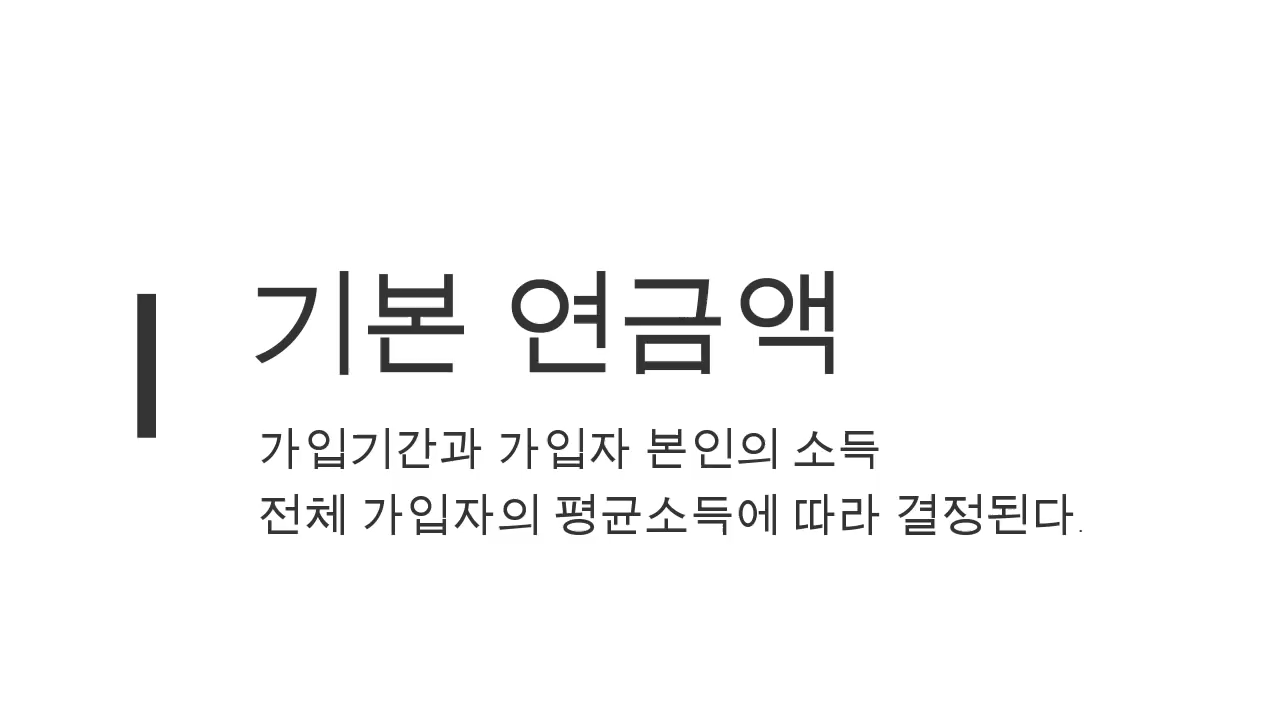 기본 연금액
가입기간과 가입자 본인의 소득
전체 가입자의 평균소득에 따라 결정된다.